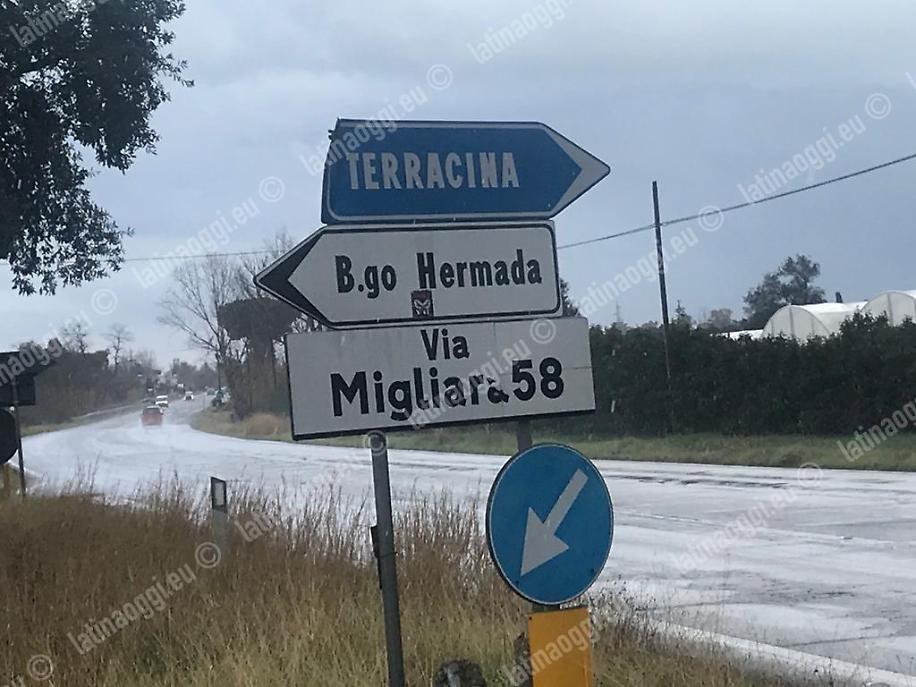 TERRACINA
B.go Hermada
Via
Migliara 58
latinaoggi.eu ©